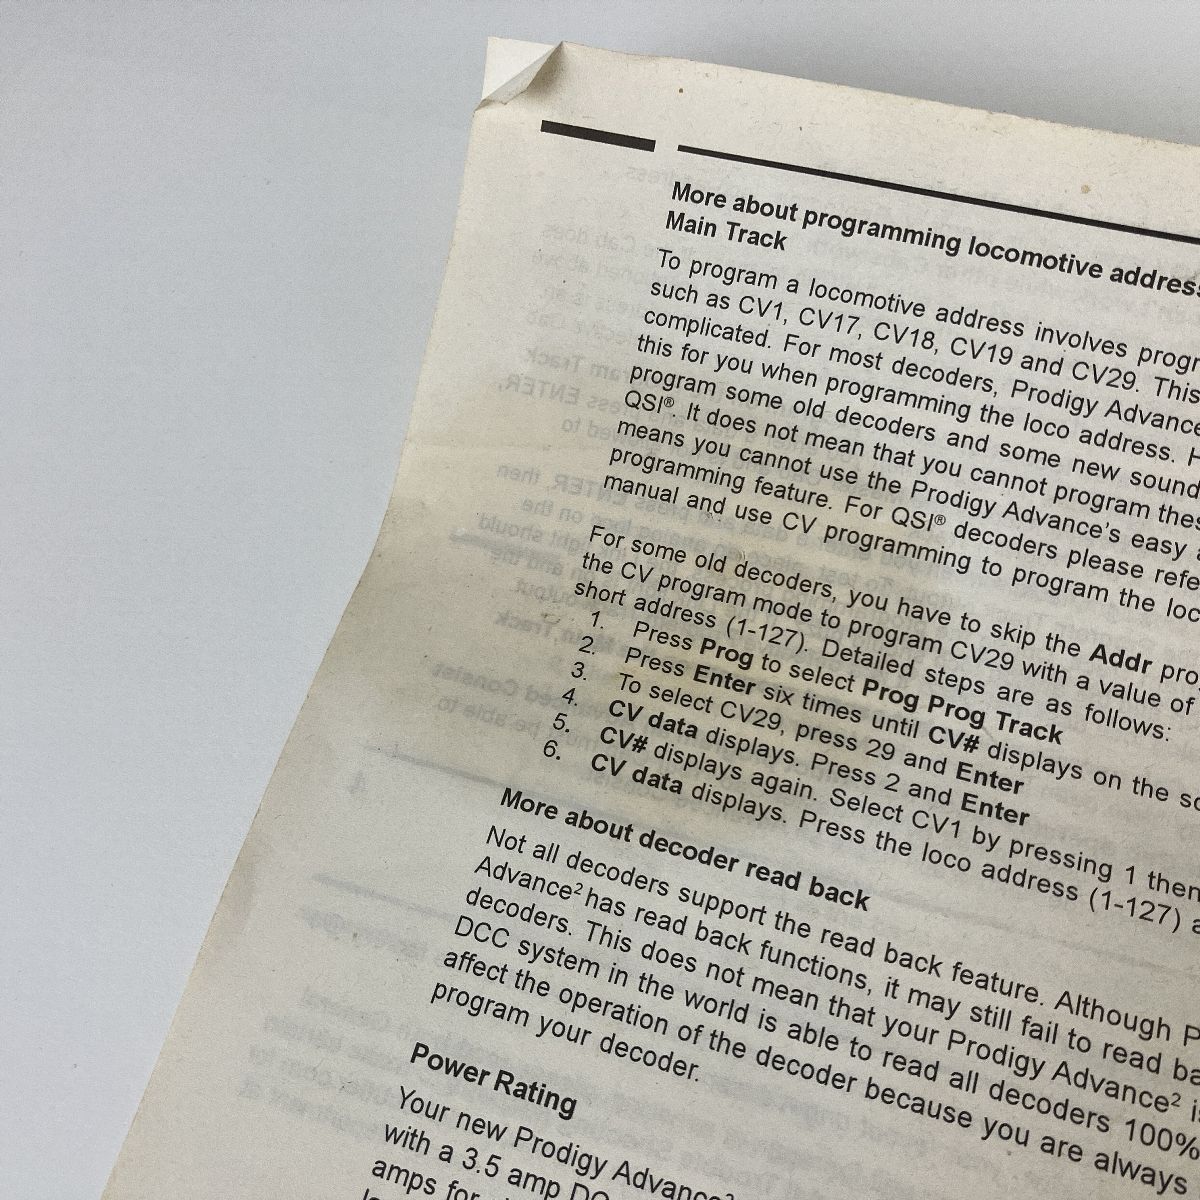 More about programming locomotive address
Main Track
To program a locomotive address involves progr
such as CV1, CV17, CV18, CV19 and CV29. This
complicated. For most decoders, Prodigy Advance
this for you when programming the loco address. H
program some old decoders and some new sound
QSI®. It does not mean that you cannot program thes
means you cannot use the Prodigy Advance's easy a
programming feature. For QSI® decoders please refe
manual and use CV programming to program the loc
For some old decoders, you have to skip the Addr pro
the CV program mode to program CV29 with a value of
short address (1-127). Detailed steps are as follows:
1. Press Prog to select Prog Prog Track
2. Press Enter six times until CV# displays on the sc
3. To select CV29, press 29 and Enter
4. CV data displays. Press 2 and Enter
5. CV# displays again. Select CV1 by pressing 1 then
6. CV data displays. Press the loco address (1-127) a
More about decoder read back
Not all decoders support the read back feature. Although P
Advance² has read back functions, it may still fail to read ba
decoders. This does not mean that your Prodigy Advance² is
DCC system in the world is able to read all decoders 100%
affect the operation of the decoder because you are always
program your decoder.
Power Rating
Your new Prodigy Advance²
with a 3.5 amp DC
amps for